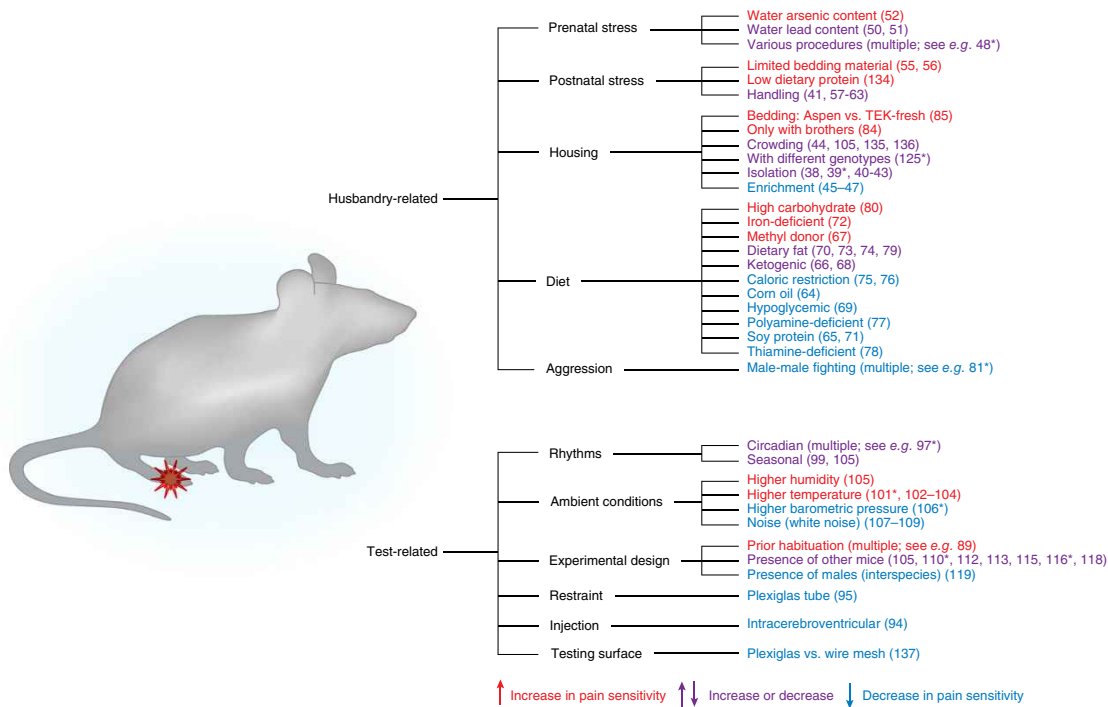 Husbandry-related
Prenatal stress
Water arsenic content (52)
Water lead content (50, 51)
Various procedures (multiple; see e.g. 48*)
Postnatal stress
Limited bedding material (55, 56)
Low dietary protein (134)
Handling (41, 57-63)
Housing
Bedding: Aspen vs. TEK-fresh (85)
Only with brothers (84)
Crowding (44, 105, 135, 136)
With different genotypes (125*)
Isolation (38, 39*, 40-43)
Enrichment (45–47)
Diet
High carbohydrate (80)
Iron-deficient (72)
Methyl donor (67)
Dietary fat (70, 73, 74, 79)
Ketogenic (66, 68)
Caloric restriction (75, 76)
Corn oil (64)
Hypoglycemic (69)
Polyamine-deficient (77)
Soy protein (65, 71)
Thiamine-deficient (78)
Aggression
Male-male fighting (multiple; see e.g. 81*)
Test-related
Rhythms
Circadian (multiple; see e.g. 97*)
Seasonal (99, 105)
Ambient conditions
Higher humidity (105)
Higher temperature (101*, 102–104)
Higher barometric pressure (106*)
Noise (white noise) (107–109)
Experimental design
Prior habituation (multiple; see e.g. 89)
Presence of other mice (105, 110*, 112, 113, 115, 116*, 118)
Presence of males (interspecies) (119)
Restraint
Plexiglas tube (95)
Injection
Intracerebroventricular (94)
Testing surface
Plexiglas vs. wire mesh (137)
Increase in pain sensitivity
Increase or decrease
Decrease in pain sensitivity